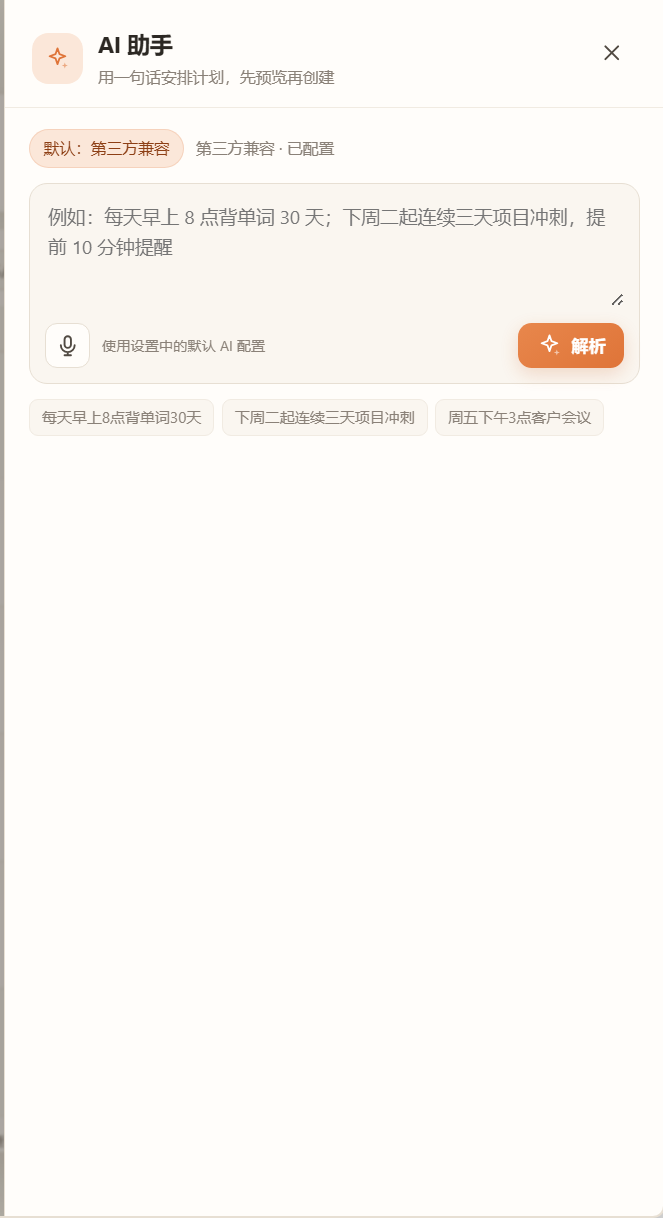 AI 助手
用一句话安排计划，先预览再创建
默认：第三方兼容 第三方兼容 · 已配置
例如：每天早上 8 点背单词 30 天；下周二起连续三天项目冲刺，提
前 10 分钟提醒
使用设置中的默认 AI 配置 解析
每天早上8点背单词30天 下周二起连续三天项目冲刺 周五下午3点客户会议